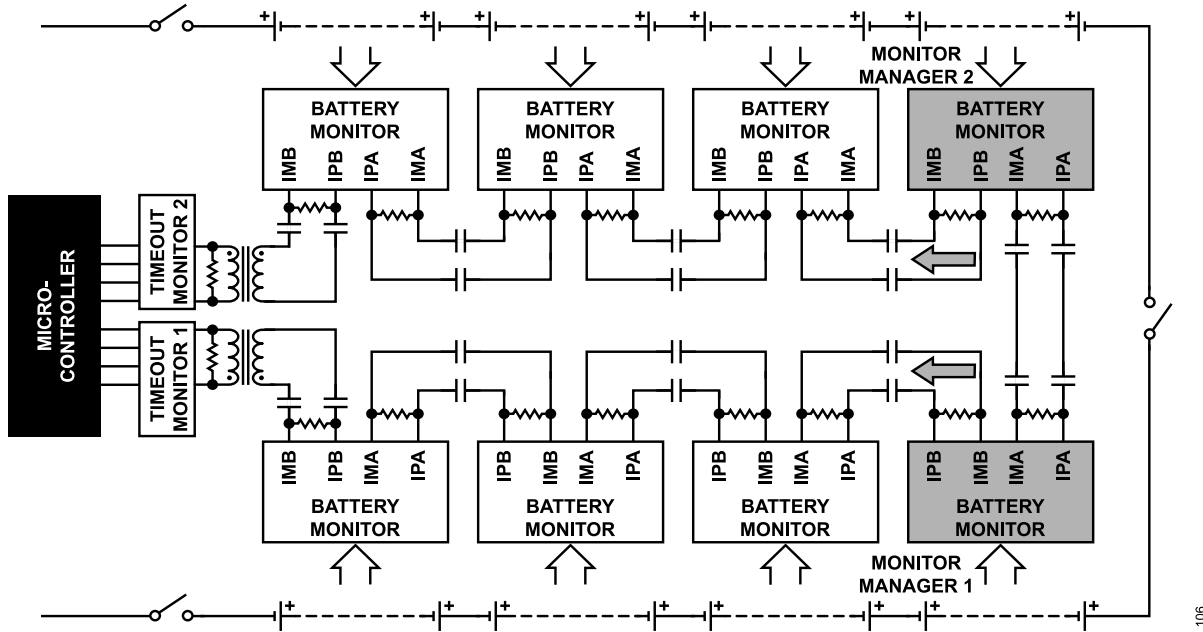 + + + + + + + +
MONITOR
MANAGER 2
BATTERY
MONITOR
IMB IPB IPA IMA
BATTERY
MONITOR
IMB IPB IPA IMA
BATTERY
MONITOR
IMB IPB IPA IMA
BATTERY
MONITOR
IMB IPB IMA IPA
MICRO-
CONTROLLER
TIMEOUT
MONITOR 2
TIMEOUT
MONITOR 1
IMB IPB IMA IPA
BATTERY
MONITOR
IPB IMB IMA IPA
BATTERY
MONITOR
IPB IMB IMA IPA
BATTERY
MONITOR
IPB IMB IMA IPA
BATTERY
MONITOR
MONITOR
MANAGER 1
+ + + + + + + +
106